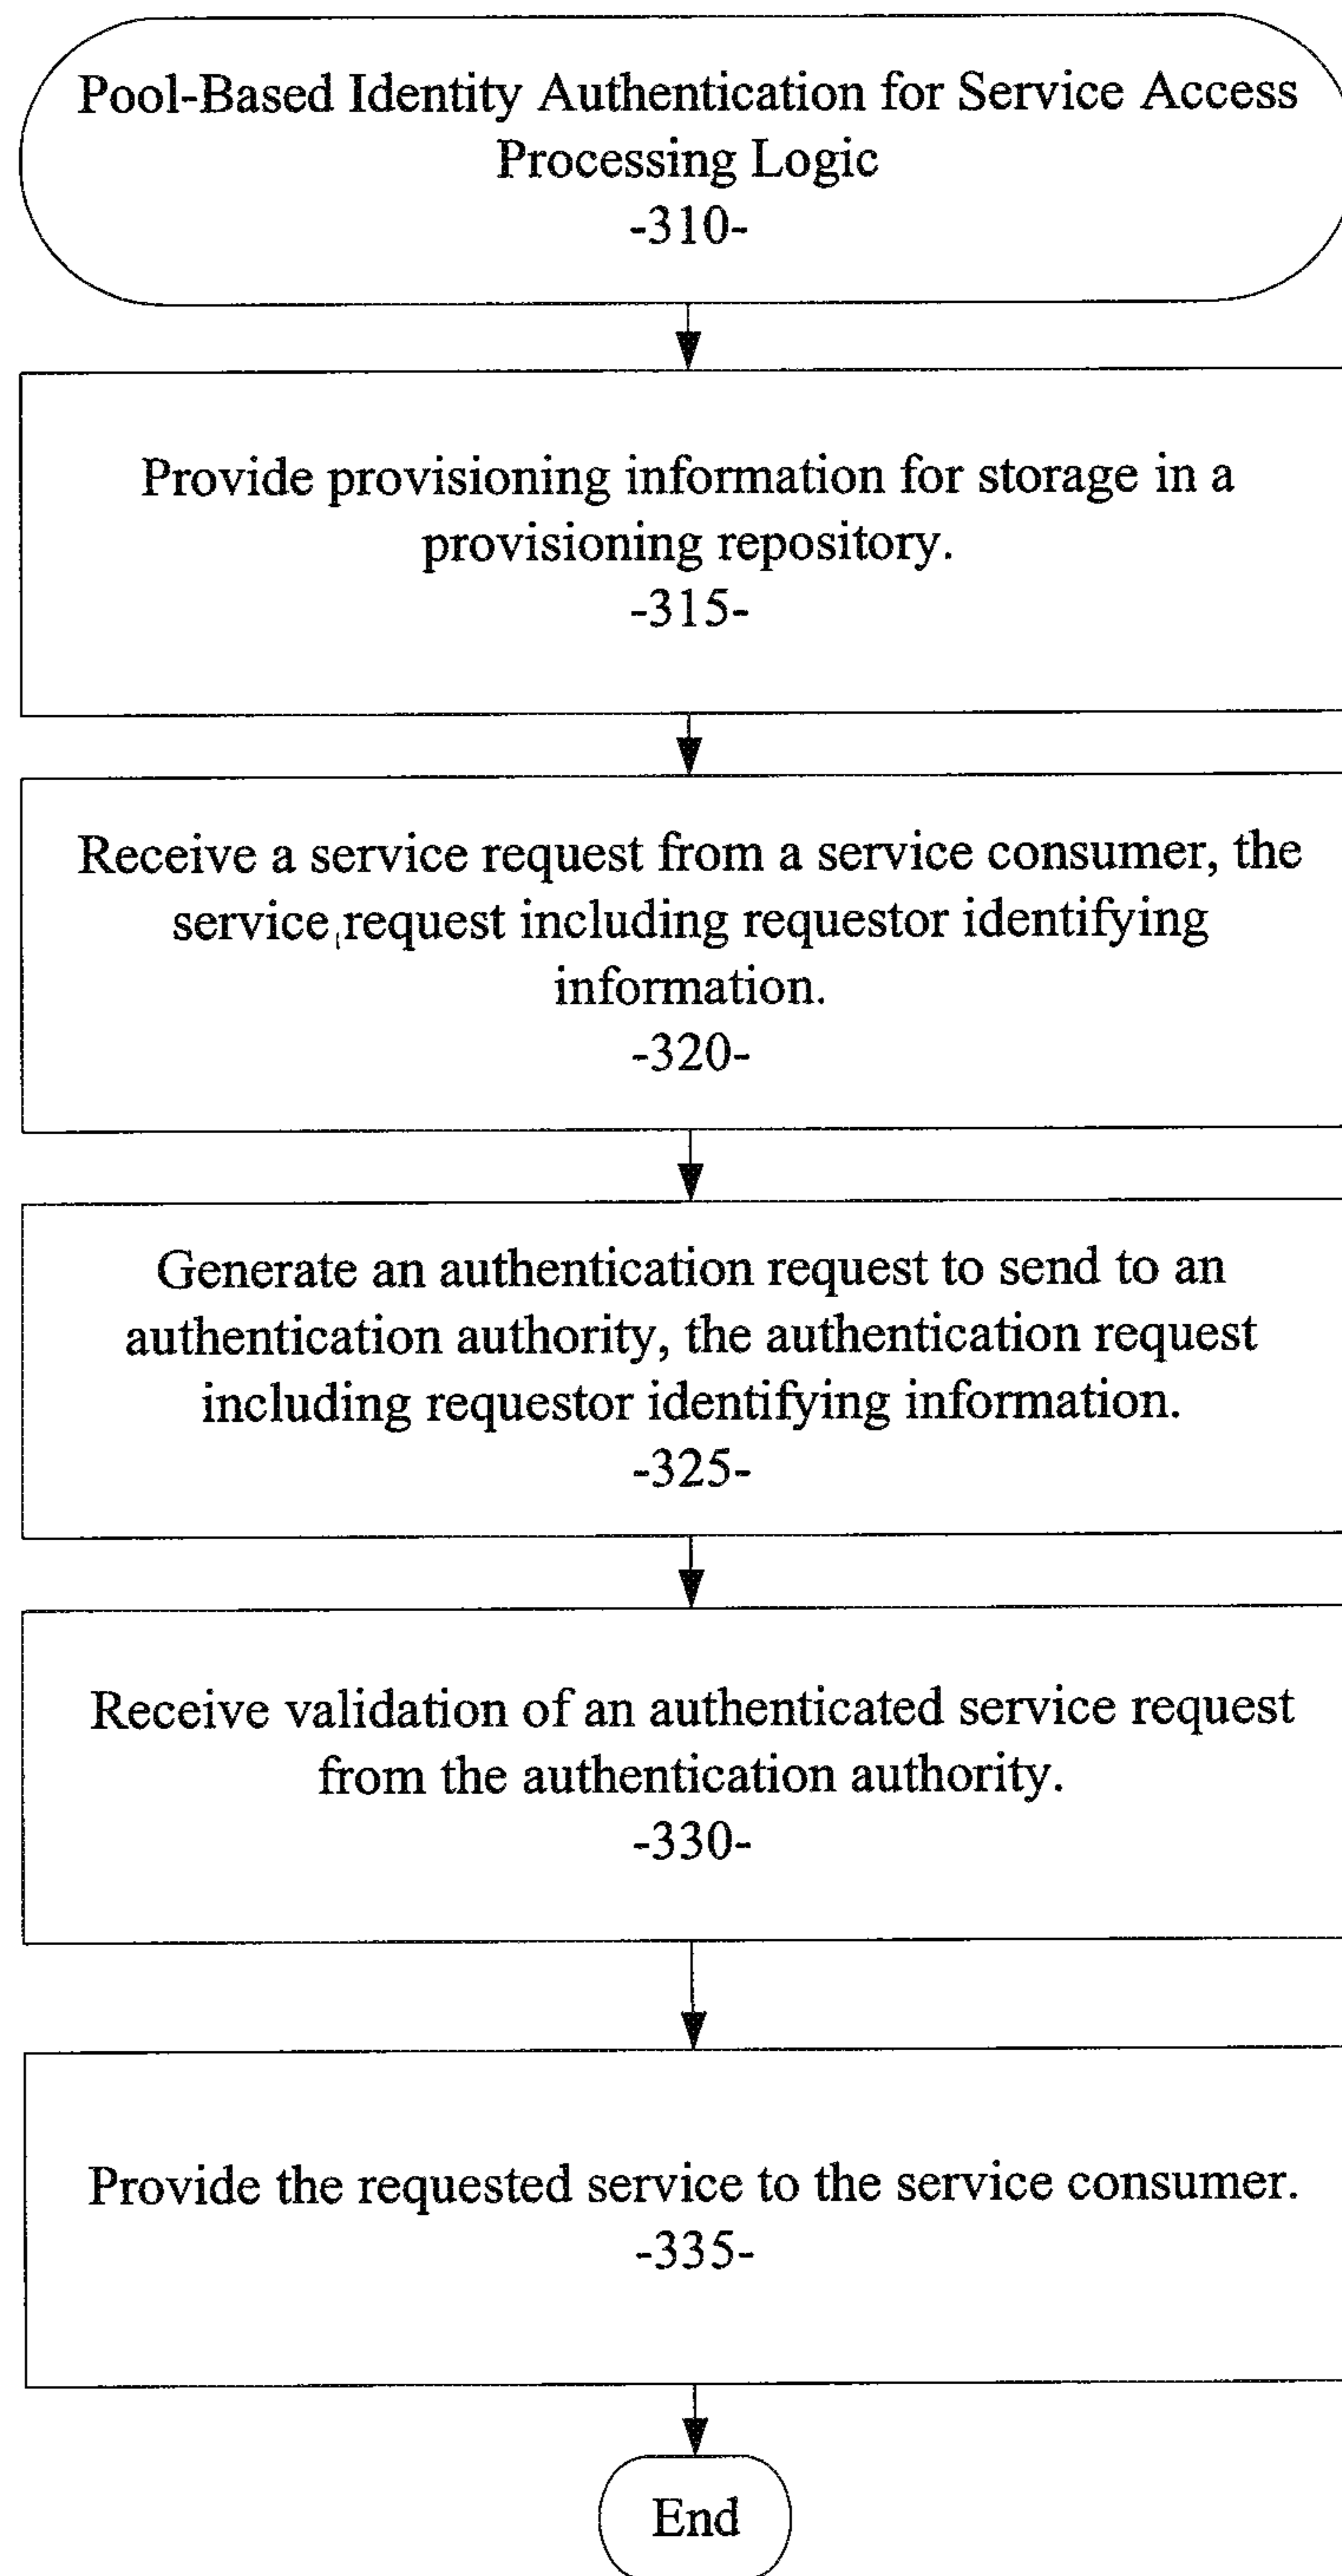 Pool-Based Identity Authentication for Service Access
Processing Logic
-310-
Provide provisioning information for storage in a
provisioning repository.
-315-
Receive a service request from a service consumer, the
service request including requestor identifying
information.
-320-
Generate an authentication request to send to an
authentication authority, the authentication request
including requestor identifying information.
-325-
Receive validation of an authenticated service request
from the authentication authority.
-330-
Provide the requested service to the service consumer.
-335-
End